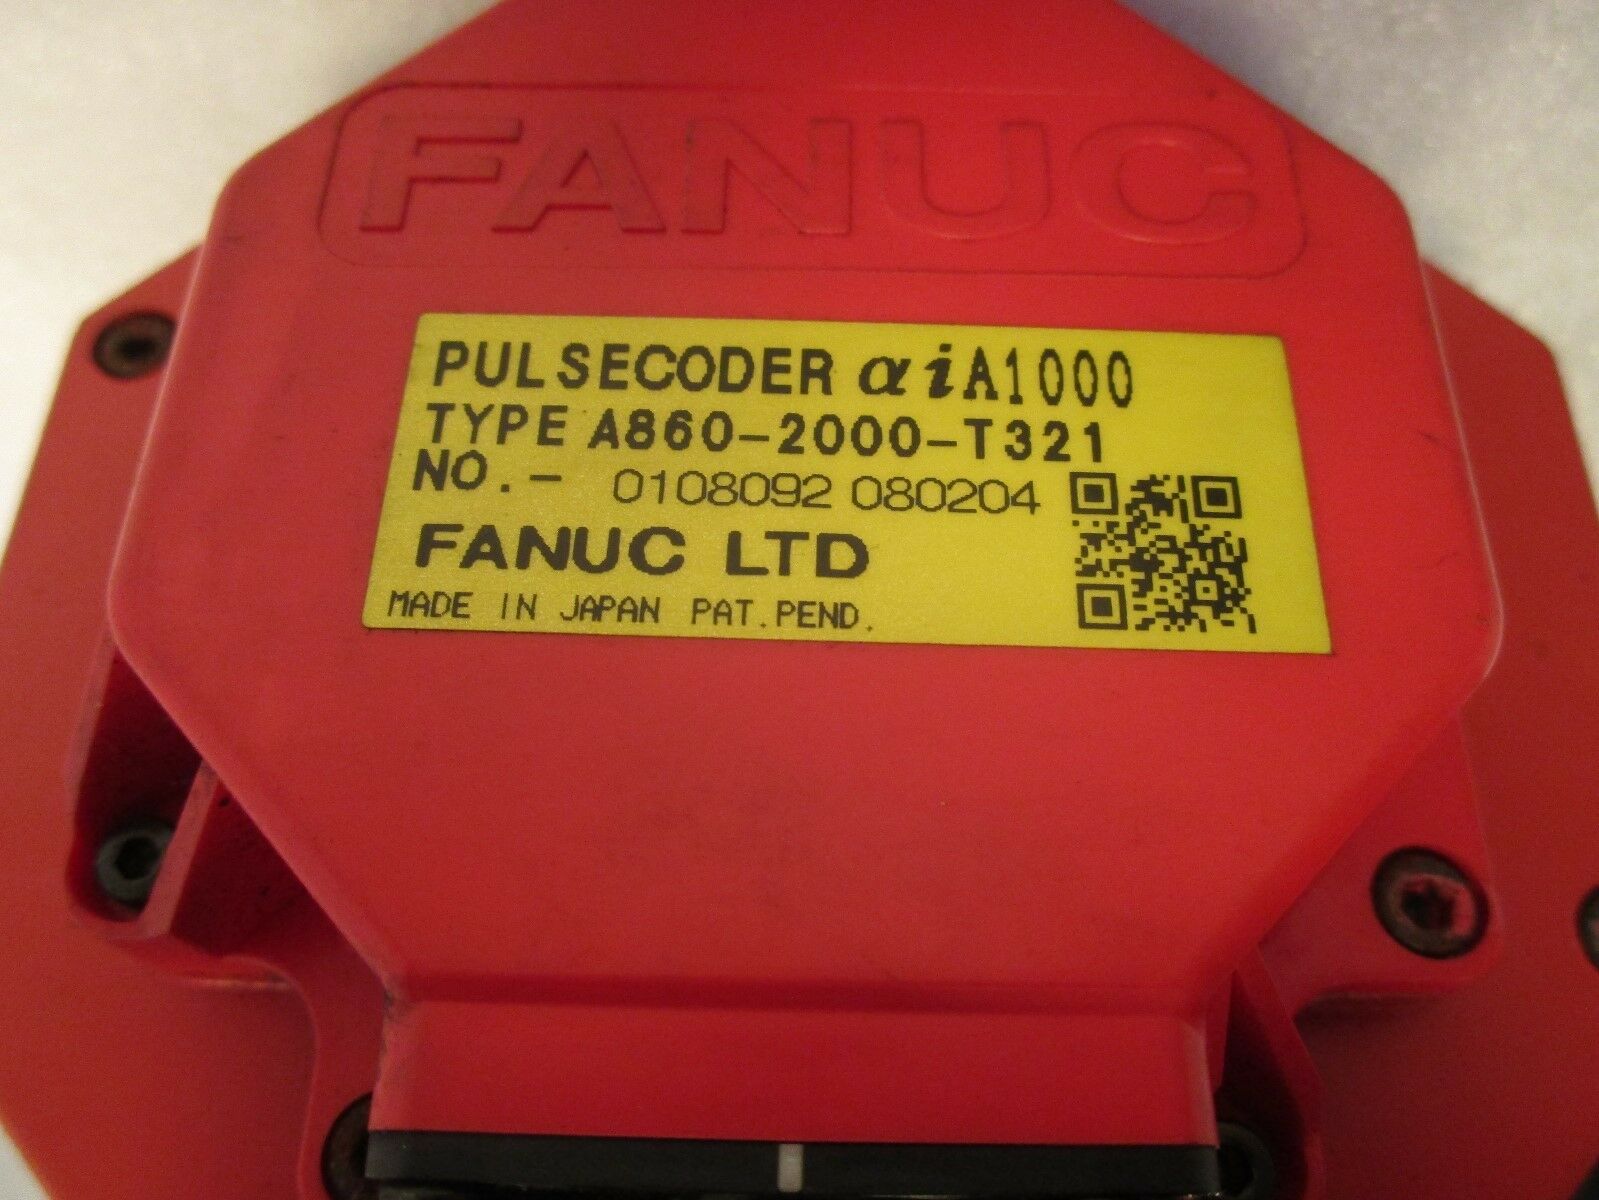 FANUC
PULSECODER αiA1000
TYPE A860-2000-T321
NO.- 0108092 080204
FANUC LTD
MADE IN JAPAN PAT.PEND.